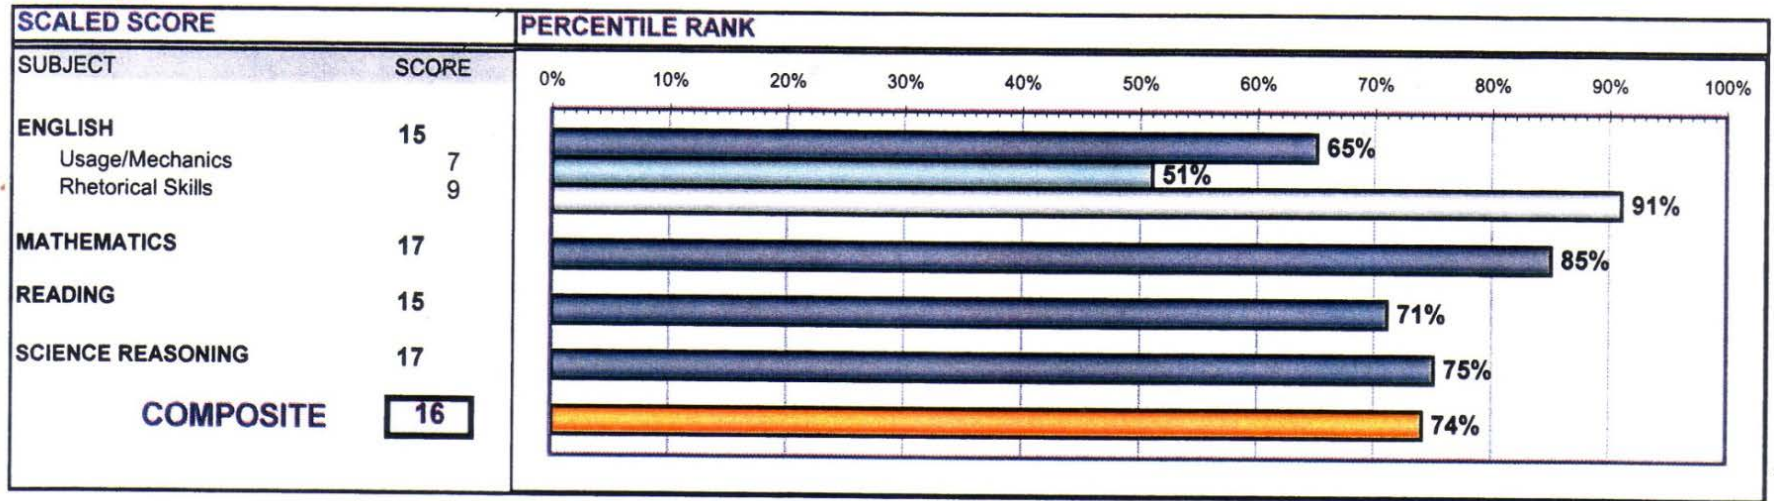 SCALED SCORE
PERCENTILE RANK
SUBJECT SCORE
0% 10% 20% 30% 40% 50% 60% 70% 80% 90% 100%
ENGLISH 15
65%
Usage/Mechanics 7
51%
Rhetorical Skills 9
91%
MATHEMATICS 17
85%
READING 15
71%
SCIENCE REASONING 17
75%
COMPOSITE 16
74%